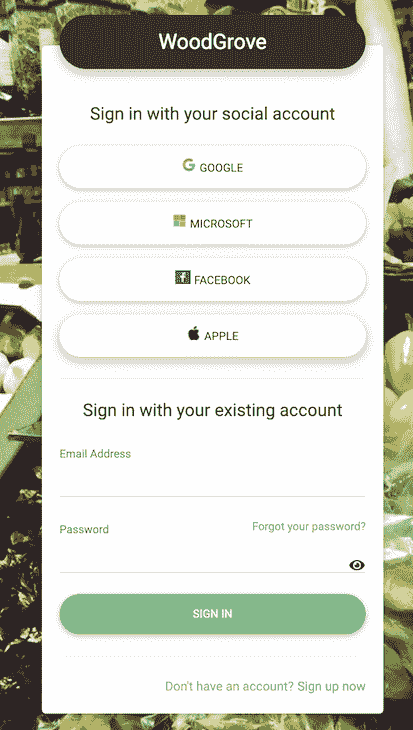 WoodGrove
Sign in with your social account
GOOGLE
MICROSOFT
FACEBOOK
APPLE
Sign in with your existing account
Email Address
Password
Forgot your password?
SIGN IN
Don't have an account? Sign up now